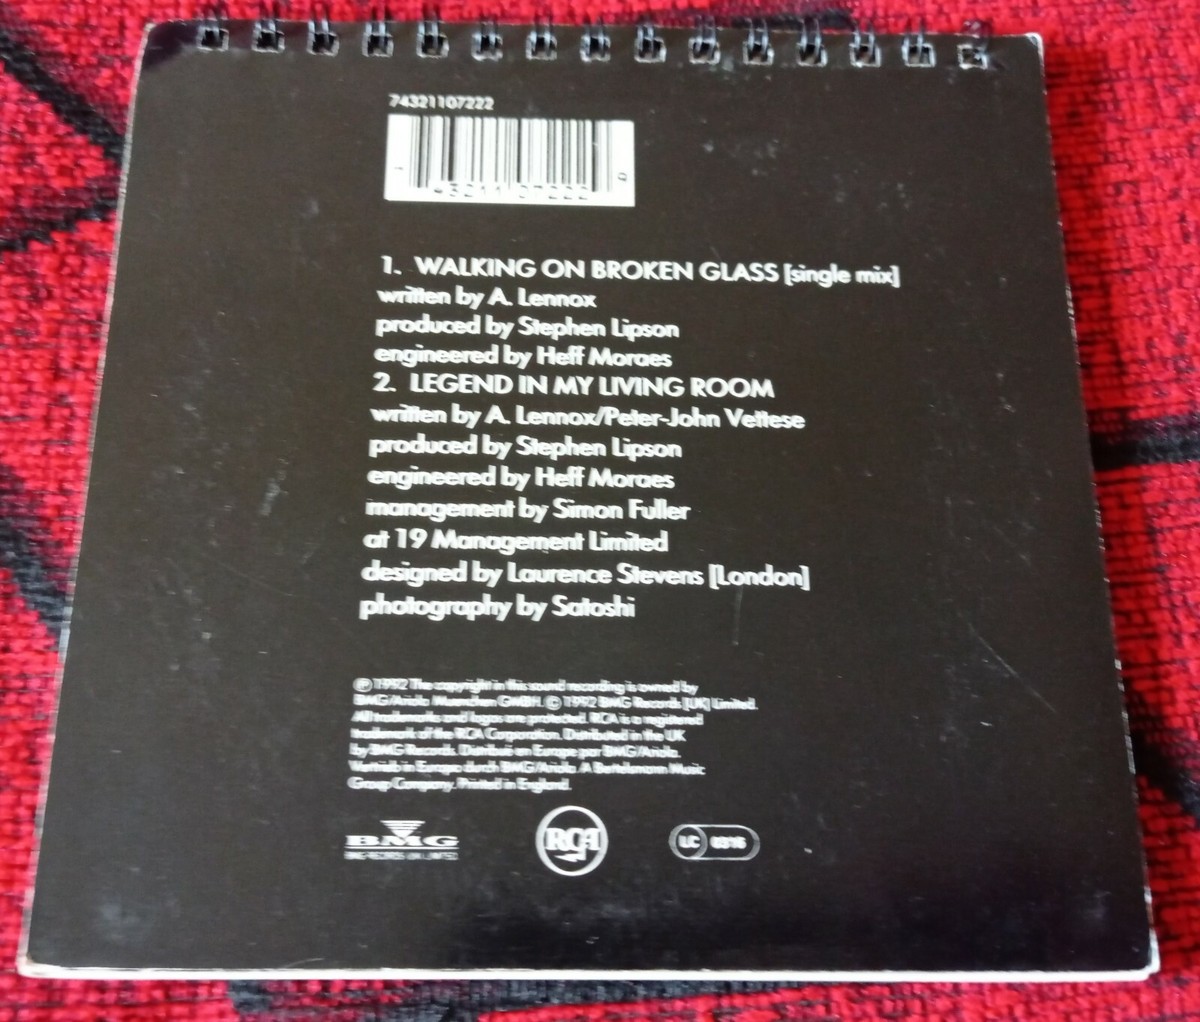 74321107222
43211 07222
1. WALKING ON BROKEN GLASS [single mix]
written by A. Lennox
produced by Stephen Lipson
engineered by Heff Moraes
2. LEGEND IN MY LIVING ROOM
written by A. Lennox/Peter-John Vettese
produced by Stephen Lipson
engineered by Heff Moraes
management by Simon Fuller
at 19 Management Limited
designed by Laurence Stevens [London]
photography by Satoshi
℗ 1992 The copyright in this sound recording is owned by
BMG/Ariola Muenchen GMBH. © 1992 BMG Records [UK] Limited.
All trademarks and logos are protected. RCA is a registered
trademark of the RCA Corporation. Distributed in the UK
by BMG Records. Distribué en Europe par BMG/Ariola.
Vertrieb in Europa durch BMG/Ariola. A Bertelsmann Music
Group Company. Printed in England.
BMG
RCA
LC 0316